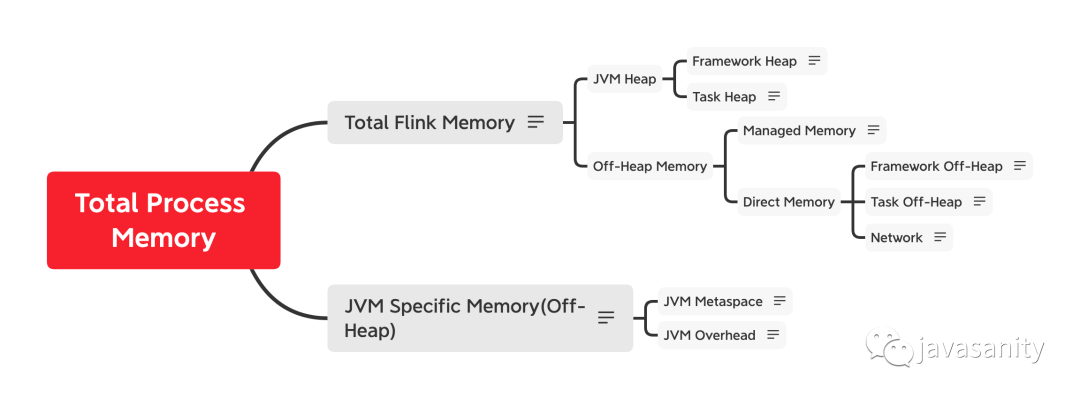 Total Process
Memory
Total Flink Memory
JVM Heap
Framework Heap
Task Heap
Off-Heap Memory
Managed Memory
Direct Memory
Framework Off-Heap
Task Off-Heap
Network
JVM Specific Memory(Off-
Heap)
JVM Metaspace
JVM Overhead
javasanity